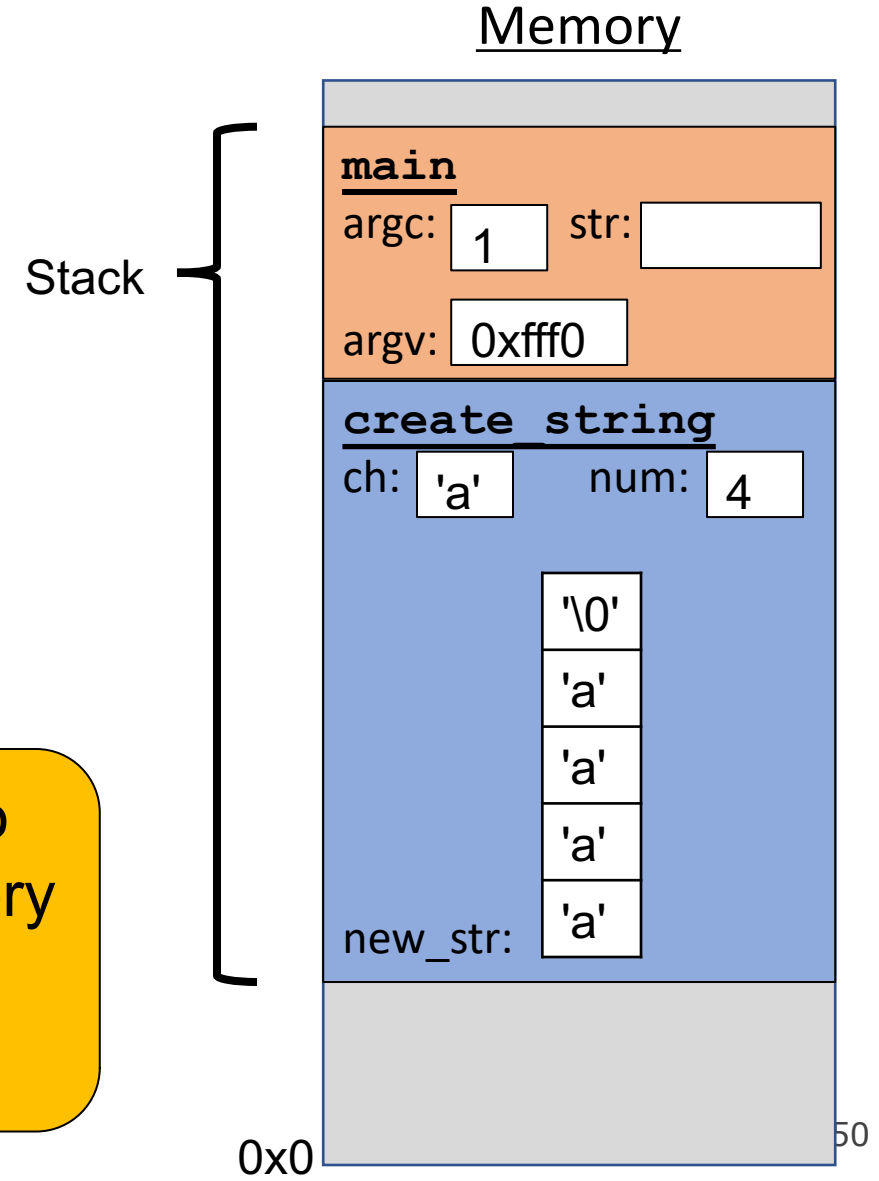 Memory
main
argc: 1 str:
Stack
argv: 0xfff0
create_string
ch: 'a' num: 4
'\0'
'a'
'a'
'a'
new_str: 'a'
0x0
50